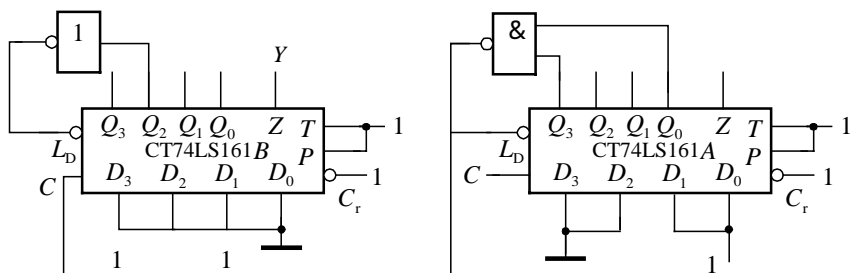 1 &
Y
Q3 Q2 Q1 Q0 Z T 1 Q3 Q2 Q1 Q0 Z T 1
LD CT74LS161B P LD CT74LS161A P
C D3 D2 D1 D0 1 C D3 D2 D1 D0 1
Cr Cr
1 1 1